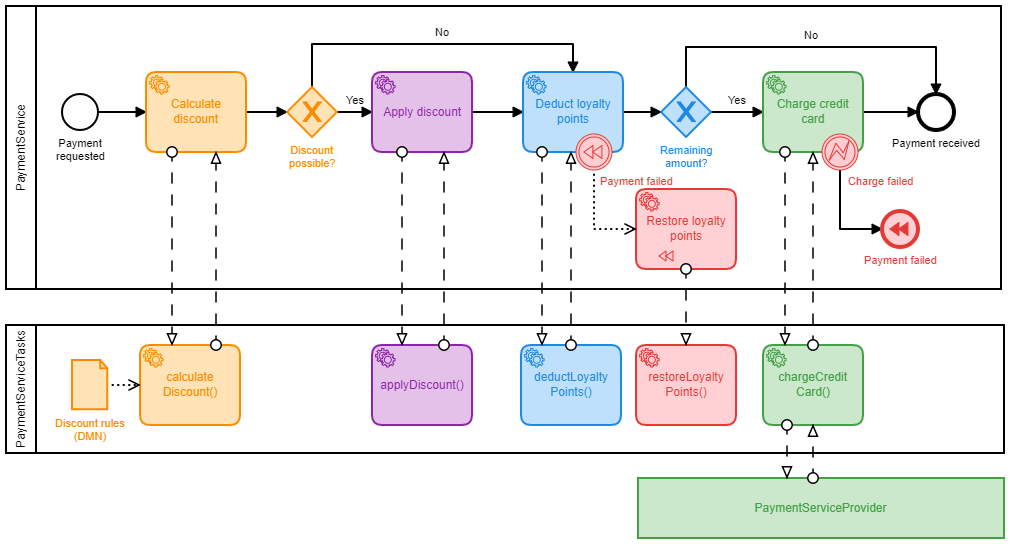 PaymentService
No
No
Calculate
discount
Yes
Apply discount
Deduct loyalty
points
Yes
Charge credit
card
Payment
requested
Discount
possible?
Remaining
amount?
Payment received
Payment failed
Charge failed
Restore loyalty
points
Payment failed
PaymentServiceTasks
calculate
Discount()
applyDiscount()
deductLoyalty
Points()
restoreLoyalty
Points()
chargeCredit
Card()
Discount rules
(DMN)
PaymentServiceProvider